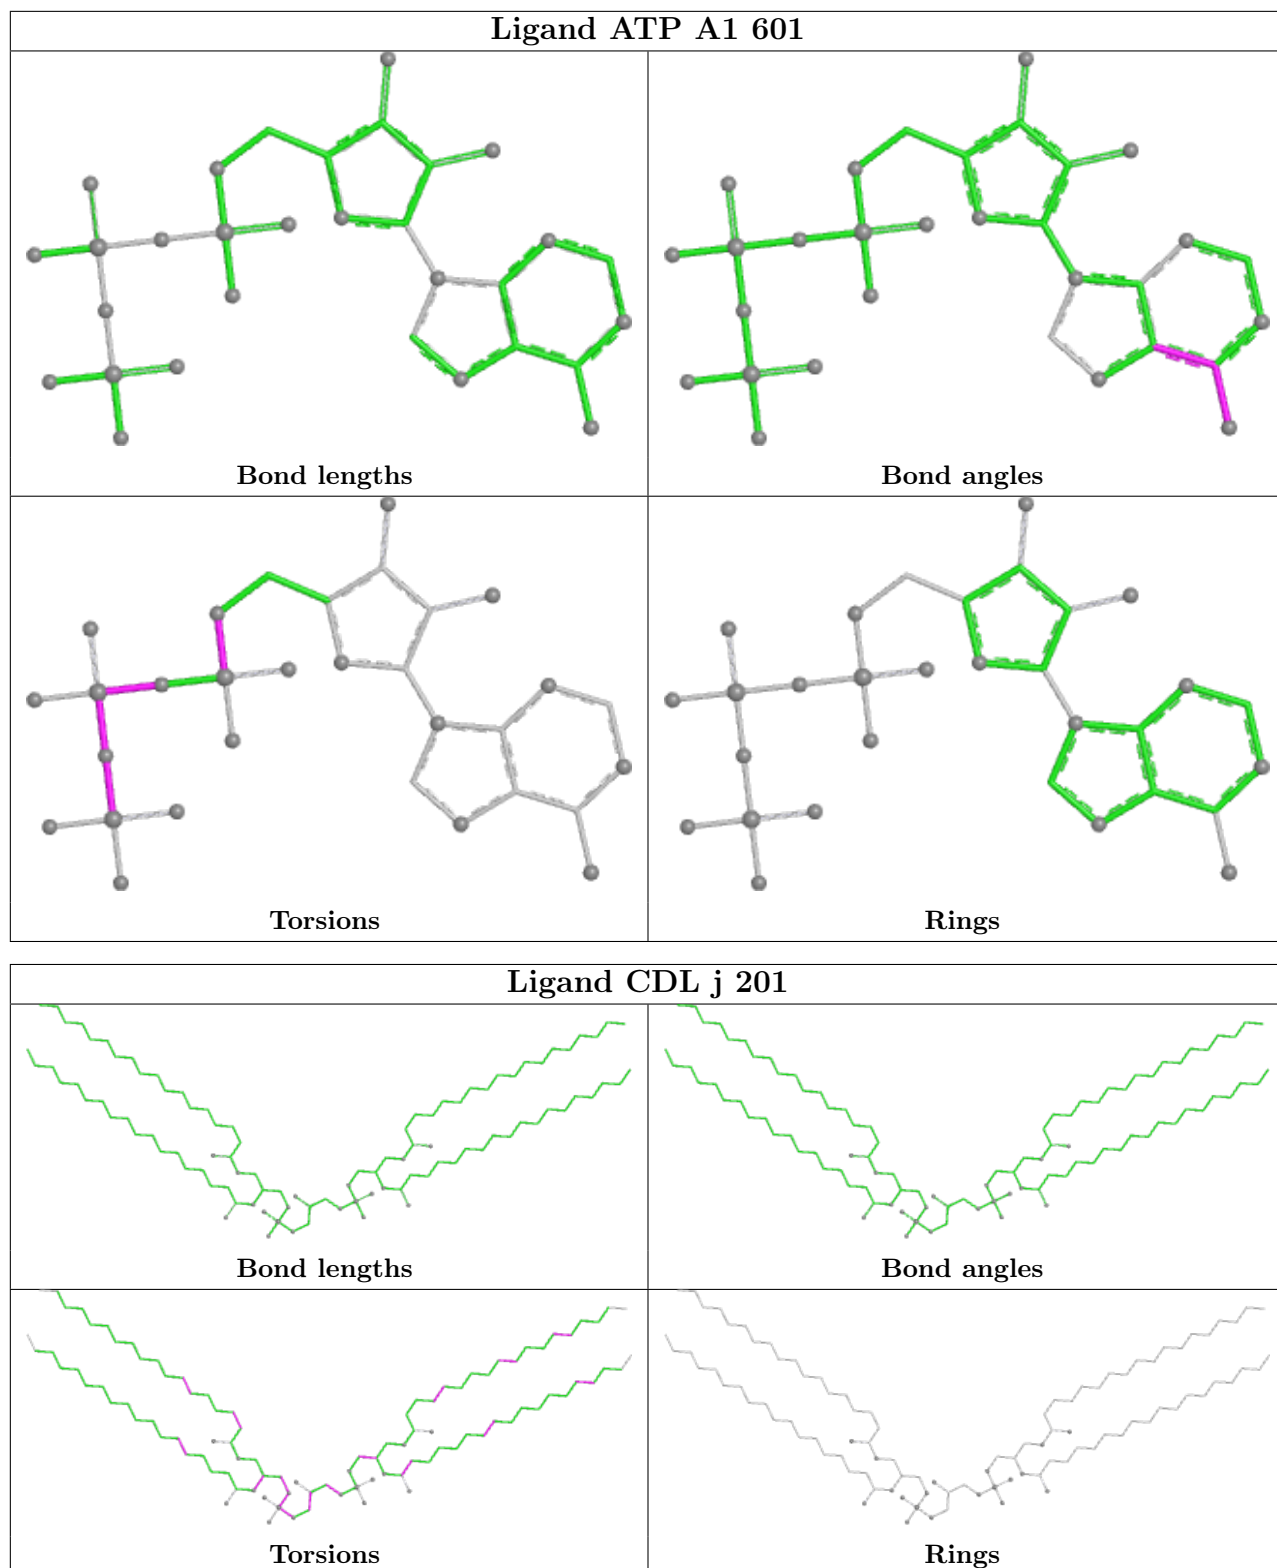 Ligand ATP A1 601
Bond lengths
Bond angles
Torsions
Rings
Ligand CDL j 201
Bond lengths
Bond angles
Torsions
Rings